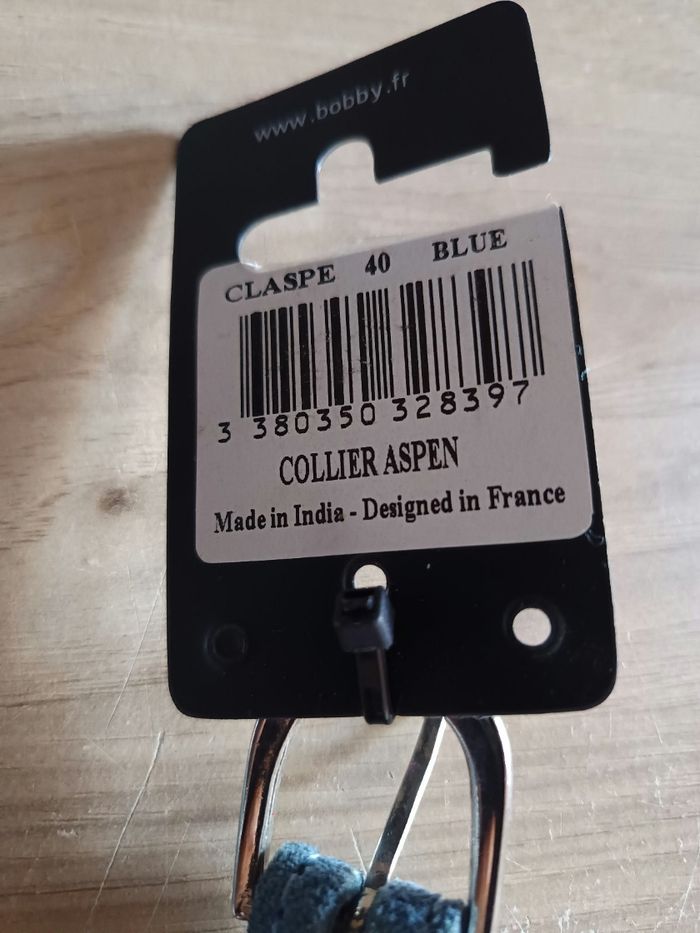 www.bobby.fr
CLASPE 40 BLUE
3 380350 328397
COLLIER ASPEN
Made in India - Designed in France